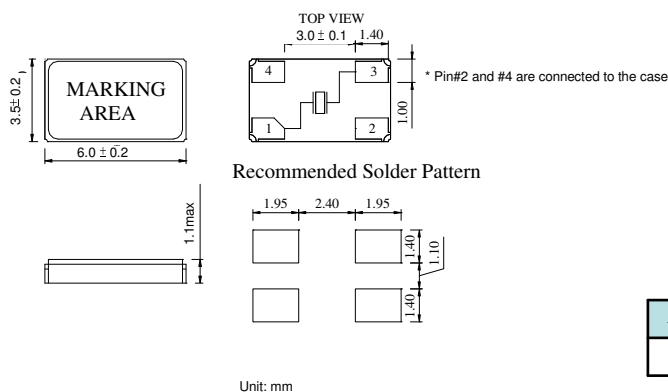 TOP VIEW
3.0 ± 0.1 1.40
4 3
* Pin#2 and #4 are connected to the case
MARKING
AREA
3.5± 0.2
1.00
1 2
6.0 ± 0.2
Recommended Solder Pattern
1.95 2.40 1.95
1.1max
1.40
1.10
1.40
Unit: mm